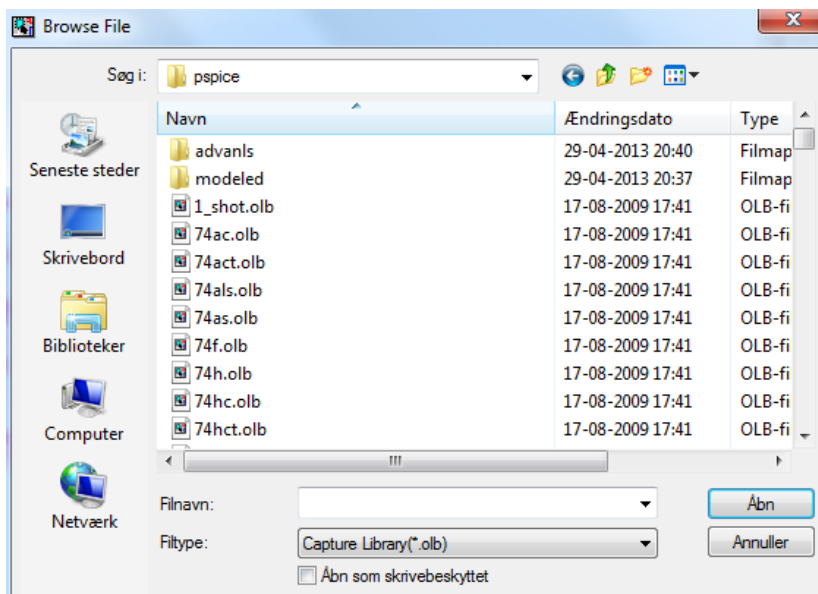 Browse File
Søg i: pspice
Navn Ændringsdato Type
advanls 29-04-2013 20:40 Filmap
modeled 29-04-2013 20:37 Filmap
1_shot.olb 17-08-2009 17:41 OLB-fi
74ac.olb 17-08-2009 17:41 OLB-fi
74act.olb 17-08-2009 17:41 OLB-fi
74als.olb 17-08-2009 17:41 OLB-fi
74as.olb 17-08-2009 17:41 OLB-fi
74f.olb 17-08-2009 17:41 OLB-fi
74h.olb 17-08-2009 17:41 OLB-fi
74hc.olb 17-08-2009 17:41 OLB-fi
74hct.olb 17-08-2009 17:41 OLB-fi
Seneste steder
Skrivebord
Biblioteker
Computer
Netværk
Filnavn: Åbn
Filtype: Capture Library(*.olb) Annuller
Åbn som skrivebeskyttet